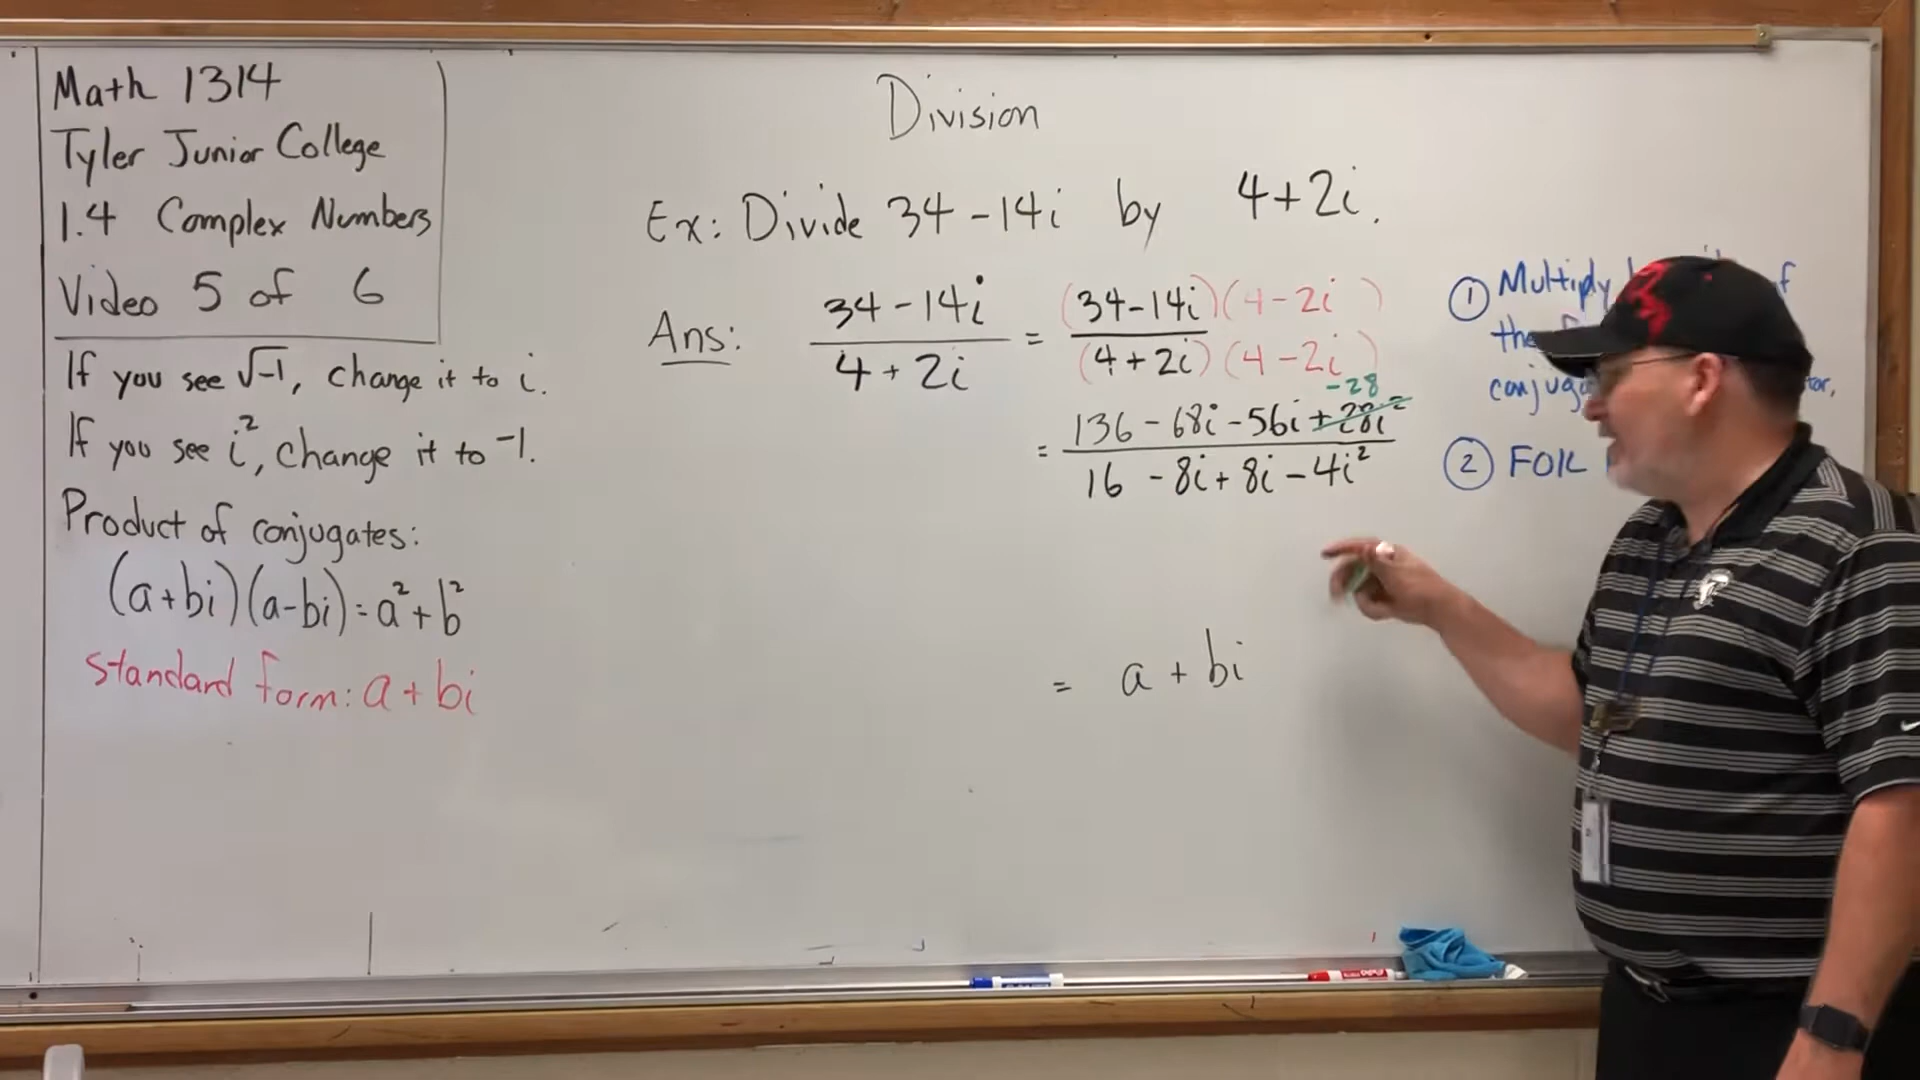 Math 1314
Tyler Junior College
1.4 Complex Numbers
Video 5 of 6
If you see √-1, change it to i.
If you see i², change it to -1.
Product of conjugates:
(a+bi)(a-bi)=a²+b²
standard form: a + bi
Division
Ex: Divide 34-14i by 4+2i.
Ans: (34-14i)/(4+2i) = (34-14i)(4-2i)/(4+2i)(4-2i)
-28
= (136-68i-56i+28i²)/(16-8i+8i-4i²)
= a + bi
① Multiply
the
② FOIL